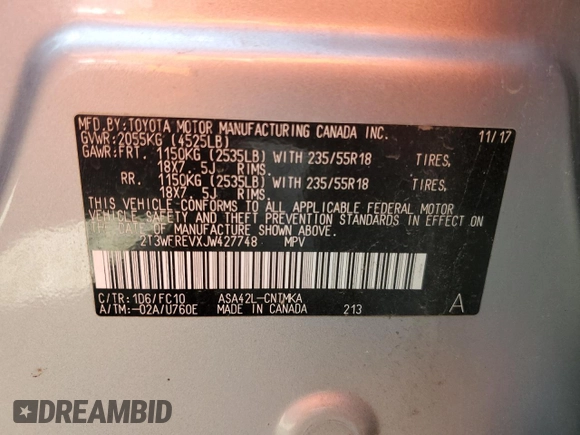 MFD.BY:TOYOTA MOTOR MANUFACTURING CANADA INC. 11/17
GVWR:2055KG (4525LB)
GAWR:FRT. 1150KG (2535LB) WITH 235/55R18 TIRES,
18X7.5J RIMS.
RR. 1150KG (2535LB) WITH 235/55R18 TIRES,
18X7.5J RIMS.
THIS VEHICLE CONFORMS TO ALL APPLICABLE FEDERAL MOTOR
VEHICLE SAFETY AND THEFT PREVENTION STANDARDS IN EFFECT ON
THE DATE OF MANUFACTURE SHOWN ABOVE.
2T3WFREVXJW427748 MPV
C/TR:1D6/FC10 ASA42L-CNTMKA
A/TM:-02A/U760E MADE IN CANADA 213 A
DREAMBID